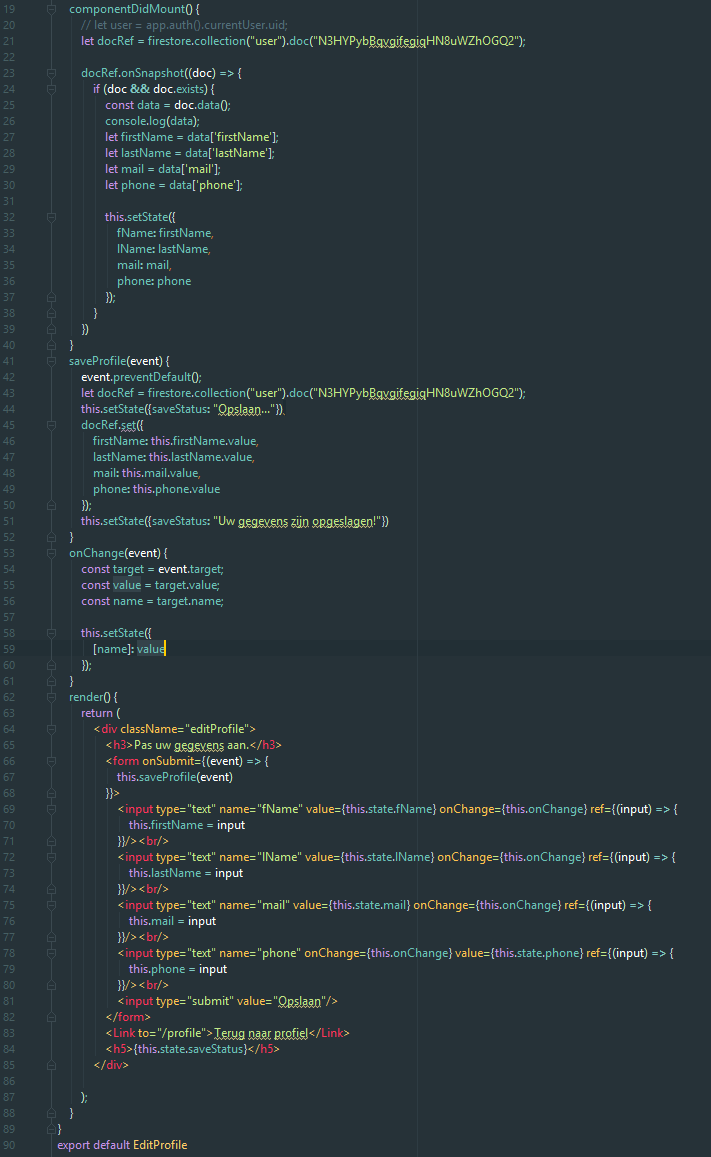 19 componentDidMount() {
20 // let user = app.auth().currentUser.uid;
21 let docRef = firestore.collection("user").doc("N3HYPybBqvgifegiqHN8uWZhOGQ2");
22
23 docRef.onSnapshot((doc) => {
24 if (doc && doc.exists) {
25 const data = doc.data();
26 console.log(data);
27 let firstName = data['firstName'];
28 let lastName = data['lastName'];
29 let mail = data['mail'];
30 let phone = data['phone'];
31
32 this.setState({
33 fName: firstName,
34 lName: lastName,
35 mail: mail,
36 phone: phone
37 });
38 }
39 })
40 }
41 saveProfile(event) {
42 event.preventDefault();
43 let docRef = firestore.collection("user").doc("N3HYPybBqvgifegiqHN8uWZhOGQ2");
44 this.setState({saveStatus: "Opslaan..."})
45 docRef.set({
46 firstName: this.firstName.value,
47 lastName: this.lastName.value,
48 mail: this.mail.value,
49 phone: this.phone.value
50 });
51 this.setState({saveStatus: "Uw gegevens zijn opgeslagen!"})
52 }
53 onChange(event) {
54 const target = event.target;
55 const value = target.value;
56 const name = target.name;
57
58 this.setState({
59 [name]: value
60 });
61 }
62 render() {
63 return (
64 <div className="editProfile">
65 <h3>Pas uw gegevens aan.</h3>
66 <form onSubmit={(event) => {
67 this.saveProfile(event)
68 }}>
69 <input type="text" name="fName" value={this.state.fName} onChange={this.onChange} ref={(input) => {
70 this.firstName = input
71 }}/><br/>
72 <input type="text" name="lName" value={this.state.lName} onChange={this.onChange} ref={(input) => {
73 this.lastName = input
74 }}/><br/>
75 <input type="text" name="mail" value={this.state.mail} onChange={this.onChange} ref={(input) => {
76 this.mail = input
77 }}/><br/>
78 <input type="text" name="phone" onChange={this.onChange} value={this.state.phone} ref={(input) => {
79 this.phone = input
80 }}/><br/>
81 <input type="submit" value="Opslaan"/>
82 </form>
83 <Link to="/profile">Terug naar profiel</Link>
84 <h5>{this.state.saveStatus}</h5>
85 </div>
86
87 );
88 }
89 }
90 export default EditProfile